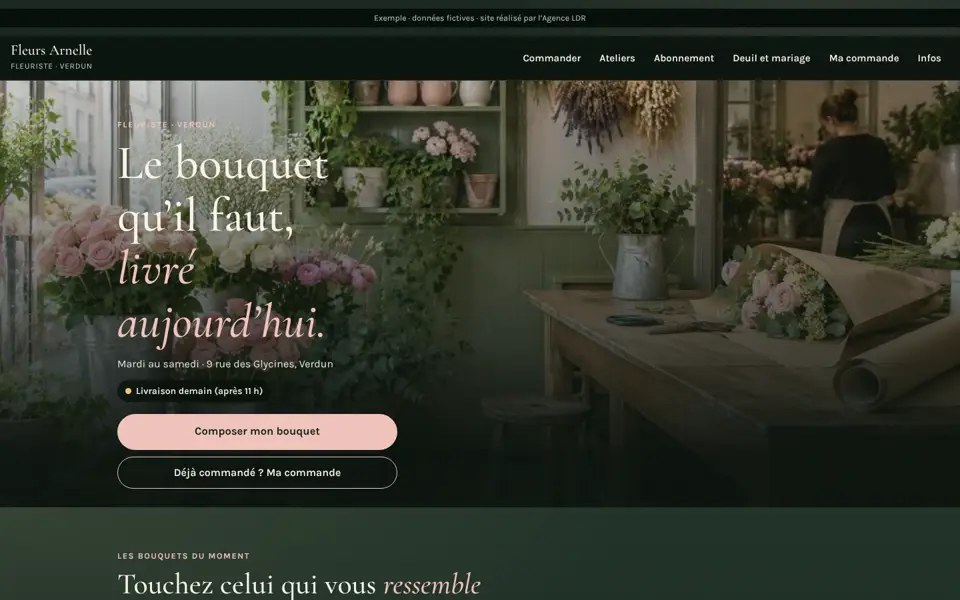 Exemple · données fictives · site réalisé par l'Agence LDR
Fleurs Arnelle
FLEURISTE · VERDUN
Commander Ateliers Abonnement Deuil et mariage Ma commande Infos
FLEURISTE · VERDUN
Le bouquet
qu'il faut,
livré
aujourd'hui.
Mardi au samedi · 9 rue des Glycines, Verdun
Livraison demain (après 11 h)
Composer mon bouquet
Déjà commandé ? Ma commande
LES BOUQUETS DU MOMENT
Touchez celui qui vous ressemble